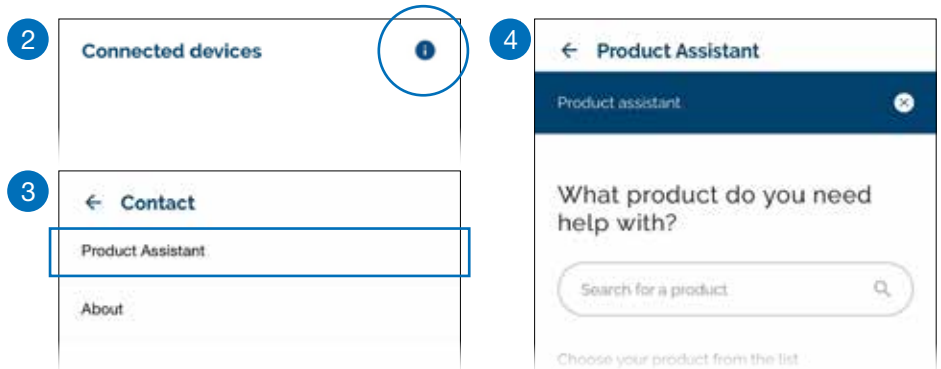 2
Connected devices
3
← Contact
Product Assistant
About
4
← Product Assistant
Product assistant
What product do you need
help with?
Search for a product
Choose your product from the list